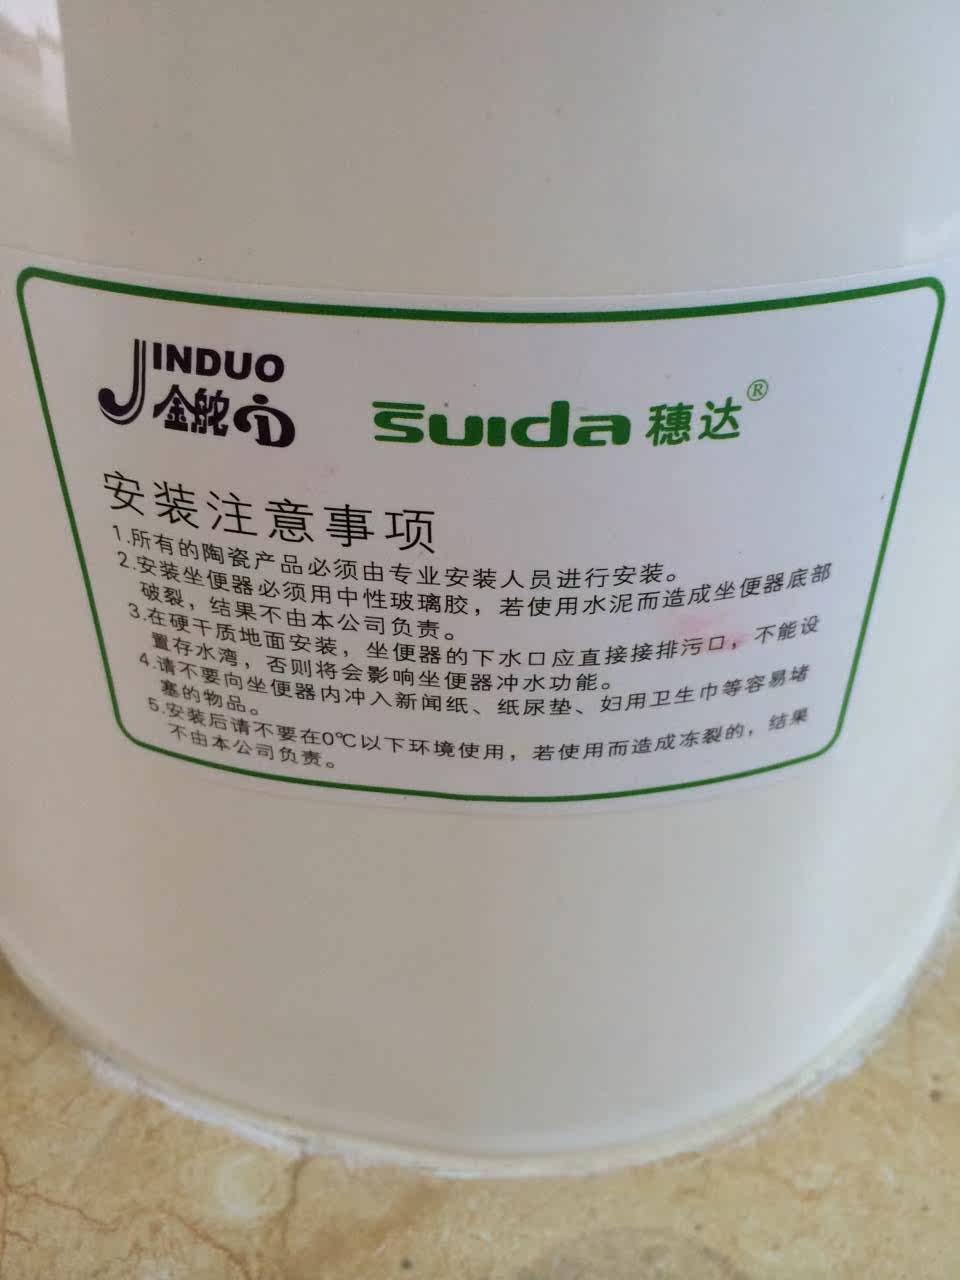 JINDUO
金舵
Suida 穗达®
安装注意事项
1.所有的陶瓷产品必须由专业安装人员进行安装。
2.安装坐便器必须用中性玻璃胶，若使用水泥而造成坐便器底部
破裂，结果不由本公司负责。
3.在硬干质地面安装，坐便器的下水口应直接接排污口，不能设
置存水湾，否则将会影响坐便器冲水功能。
4.请不要向坐便器内冲入新闻纸、纸尿垫、妇用卫生巾等容易堵
塞的物品。
5.安装后请不要在0℃以下环境使用，若使用而造成冻裂的，结果
不由本公司负责。